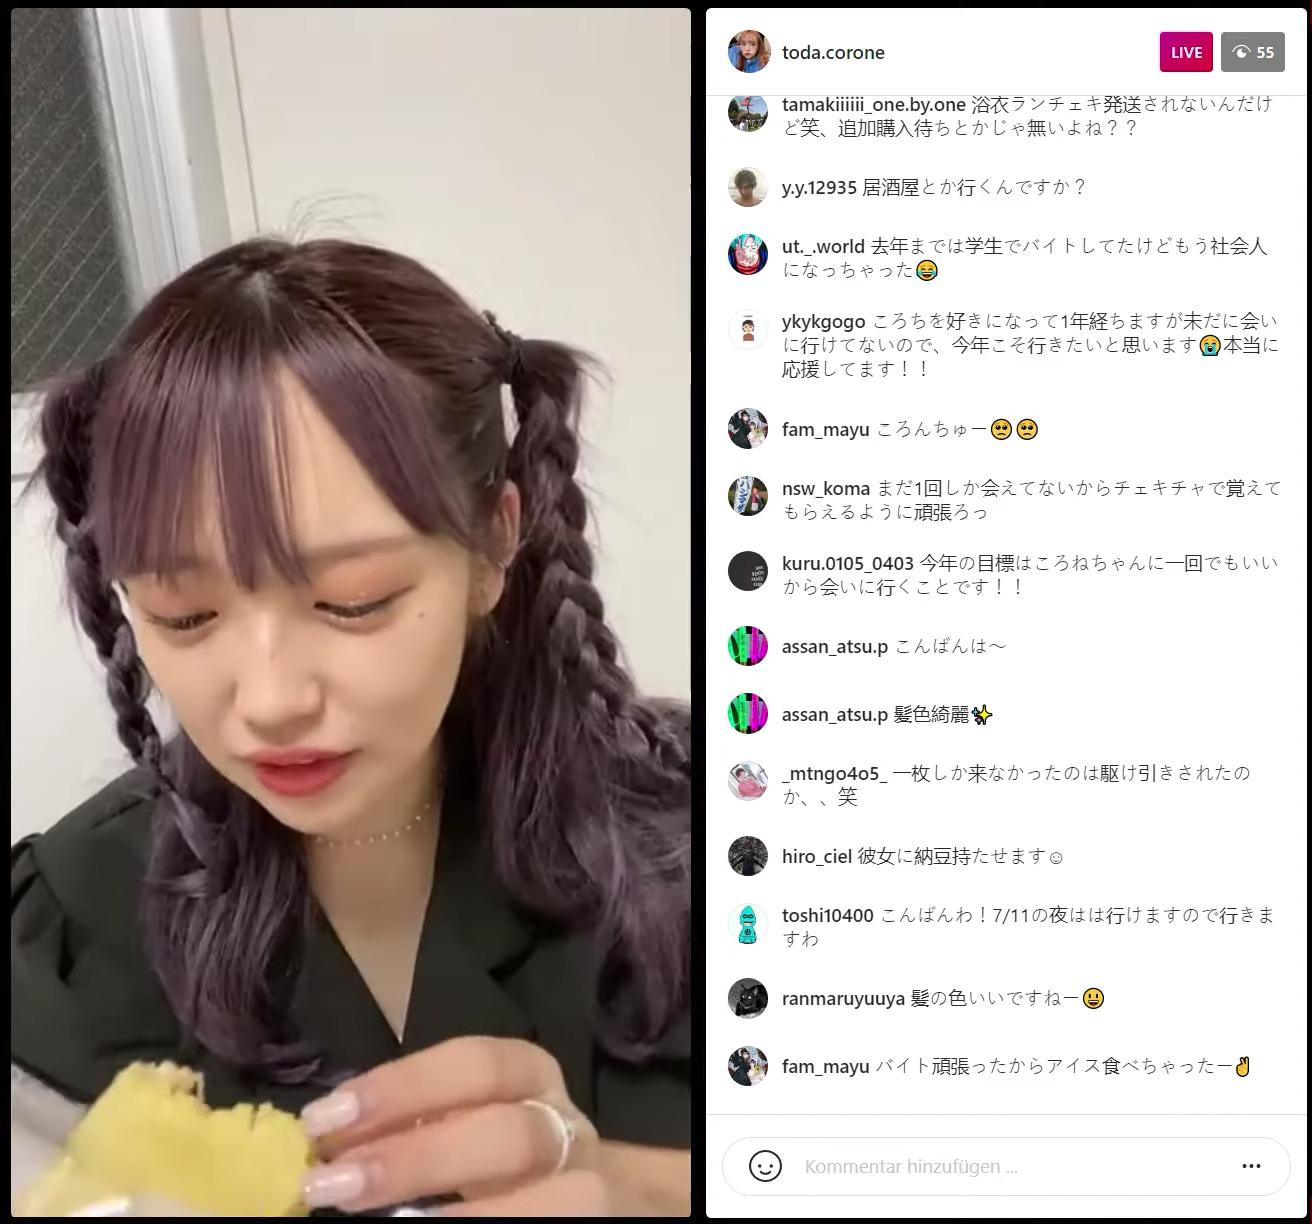 toda.corone
LIVE
55
tamakiiiiii_one.by.one 浴衣ランチェキ発送されないんだけ
ど笑、追加購入待ちとかじゃ無いよね？？
y.y.12935 居酒屋とか行くんですか？
ut._.world 去年までは学生でバイトしてたけどもう社会人
になっちゃった😂
ykykgogo ころちを好きになって1年経ちますが未だに会い
に行けてないので、今年こそ行きたいと思います😭本当に
応援してます！！
fam_mayu ころんちゅー🥺🥺
nsw_koma まだ1回しか会えてないからチェキチャで覚えて
もらえるように頑張ろっ
kuru.0105_0403 今年の目標はころねちゃんに一回でもいい
から会いに行くことです！！
assan_atsu.p こんばんは〜
assan_atsu.p 髪色綺麗✨
_mtngo4o5_ 一枚しか来なかったのは駆け引きされたの
か、、笑
hiro_ciel 彼女に納豆持たせます☺
toshi10400 こんばんわ！7/11の夜はは行けますので行きま
すわ
ranmaruyuuya 髪の色いいですねー😃
fam_mayu バイト頑張ったからアイス食べちゃったー✌
Kommentar hinzufügen ...